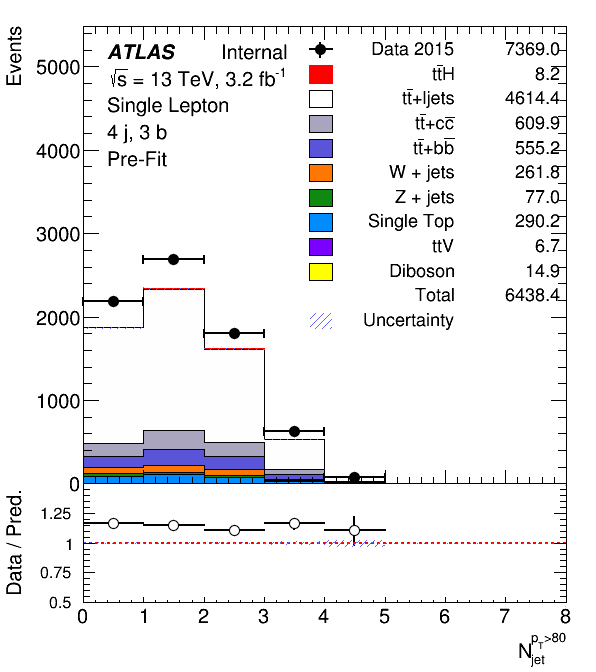 Events
5000
4000
3000
2000
1000
0
ATLAS Internal
√s = 13 TeV, 3.2 fb⁻¹
Single Lepton
4 j, 3 b
Pre-Fit
Data 2015 7369.0
tt̄H 8.2
tt̄+ljets 4614.4
tt̄+cc̄ 609.9
tt̄+bb̄ 555.2
W + jets 261.8
Z + jets 77.0
Single Top 290.2
ttV 6.7
Diboson 14.9
Total 6438.4
Uncertainty
Data / Pred.
1.25
1
0.75
0.5
0 1 2 3 4 5 6 7 8
N_jet^{p_T>80}